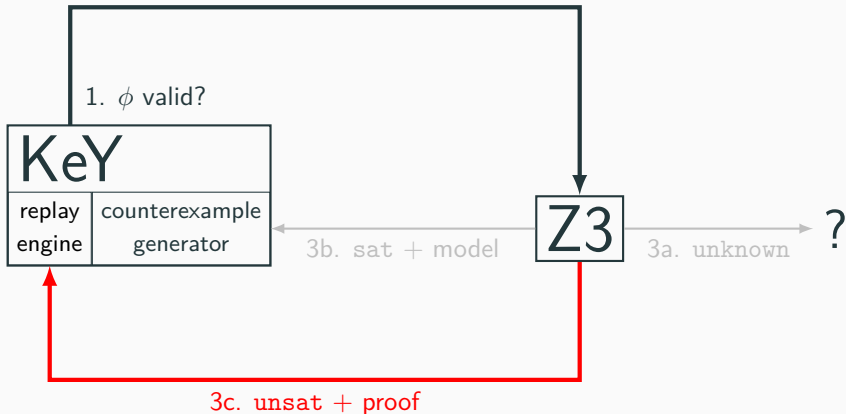 1. ϕ valid?
KeY
replay
engine
counterexample
generator
Z3
3b. sat + model
3a. unknown
?
3c. unsat + proof